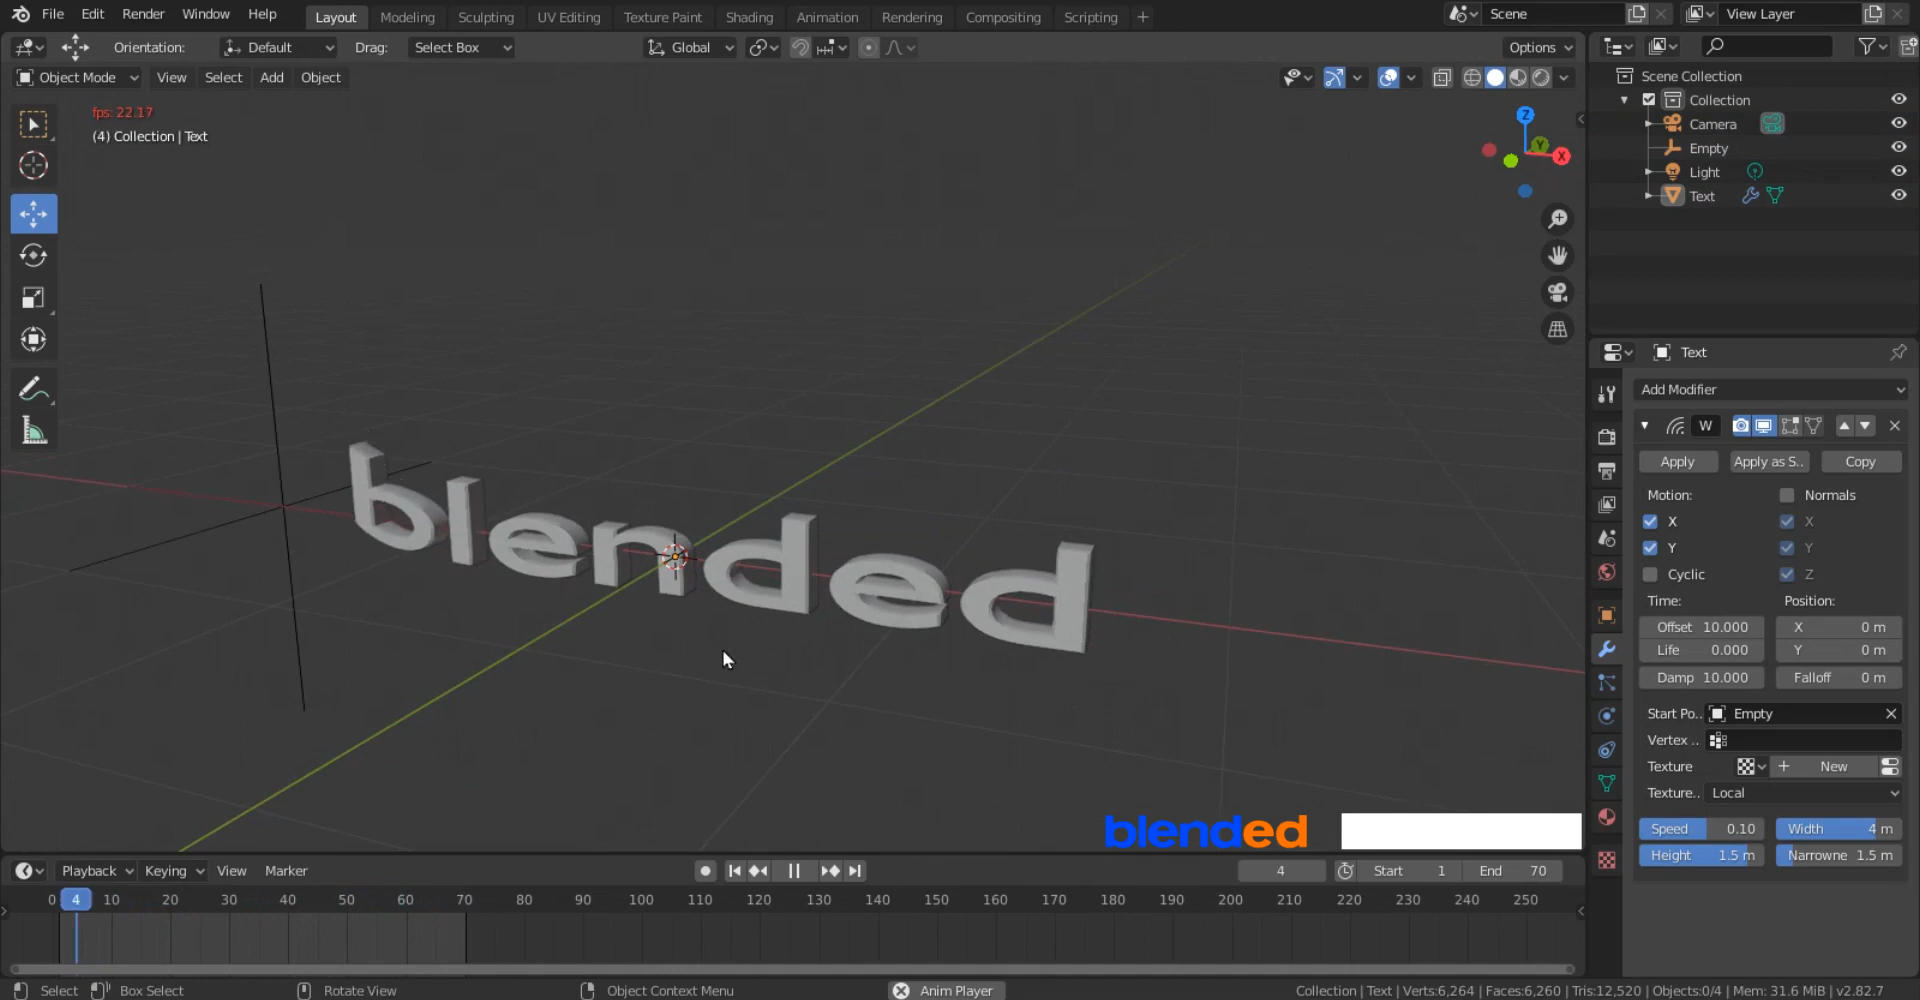 File Edit Render Window Help Layout Modeling Sculpting UV Editing Texture Paint Shading Animation Rendering Compositing Scripting + Scene View Layer
Orientation: Default Drag: Select Box Global Options
Object Mode View Select Add Object
fps: 22.17
(4) Collection | Text
Z
Y
X
Scene Collection
Collection
Camera
Empty
Light
Text
blended
Text
Add Modifier
W
Apply Apply as S.. Copy
Motion: Normals
X X
Y Y
Cyclic Z
Time: Position:
Offset 10.000 X 0 m
Life 0.000 Y 0 m
Damp 10.000 Falloff 0 m
Start Po.. Empty
Vertex ..
Texture + New
Texture.. Local
Speed 0.10 Width 4 m
Height 1.5 m Narrowne 1.5 m
blended
Playback Keying View Marker 4 Start 1 End 70
0 4 10 20 30 40 50 60 70 80 90 100 110 120 130 140 150 160 170 180 190 200 210 220 230 240 250
Select Box Select Rotate View Object Context Menu Anim Player Collection | Text | Verts:6,264 | Faces:6,260 | Tris:12,520 | Objects:0/4 | Mem: 31.6 MiB | v2.82.7